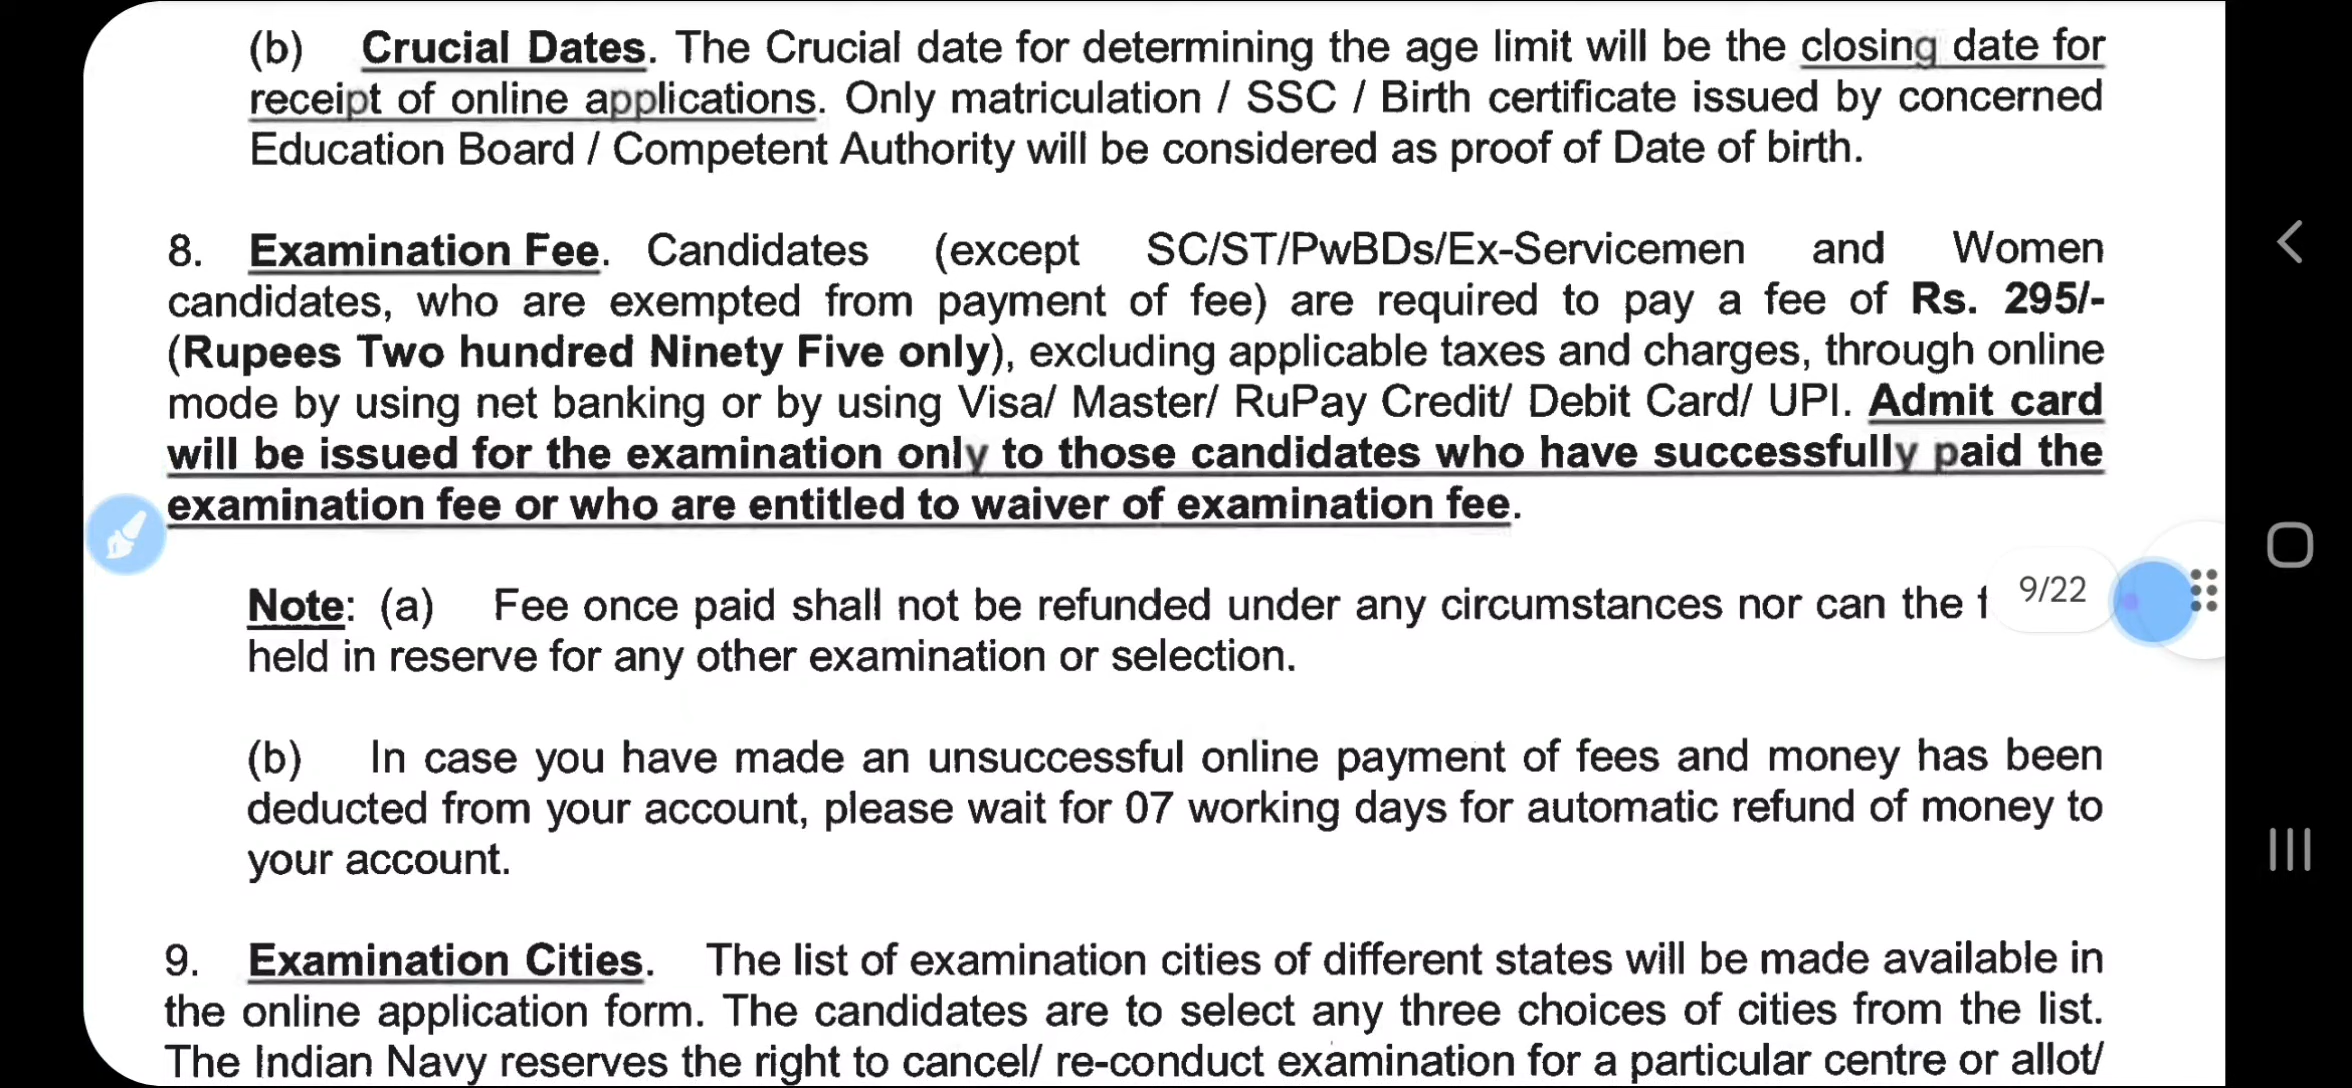 (b) Crucial Dates. The Crucial date for determining the age limit will be the closing date for
receipt of online applications. Only matriculation / SSC / Birth certificate issued by concerned
Education Board / Competent Authority will be considered as proof of Date of birth.
8. Examination Fee. Candidates (except SC/ST/PwBDs/Ex-Servicemen and Women
candidates, who are exempted from payment of fee) are required to pay a fee of Rs. 295/-
(Rupees Two hundred Ninety Five only), excluding applicable taxes and charges, through online
mode by using net banking or by using Visa/ Master/ RuPay Credit/ Debit Card/ UPI. Admit card
will be issued for the examination only to those candidates who have successfully paid the
examination fee or who are entitled to waiver of examination fee.
Note: (a) Fee once paid shall not be refunded under any circumstances nor can the
9/22
held in reserve for any other examination or selection.
(b) In case you have made an unsuccessful online payment of fees and money has been
deducted from your account, please wait for 07 working days for automatic refund of money to
your account.
9. Examination Cities. The list of examination cities of different states will be made available in
the online application form. The candidates are to select any three choices of cities from the list.
The Indian Navy reserves the right to cancel/ re-conduct examination for a particular centre or allot/